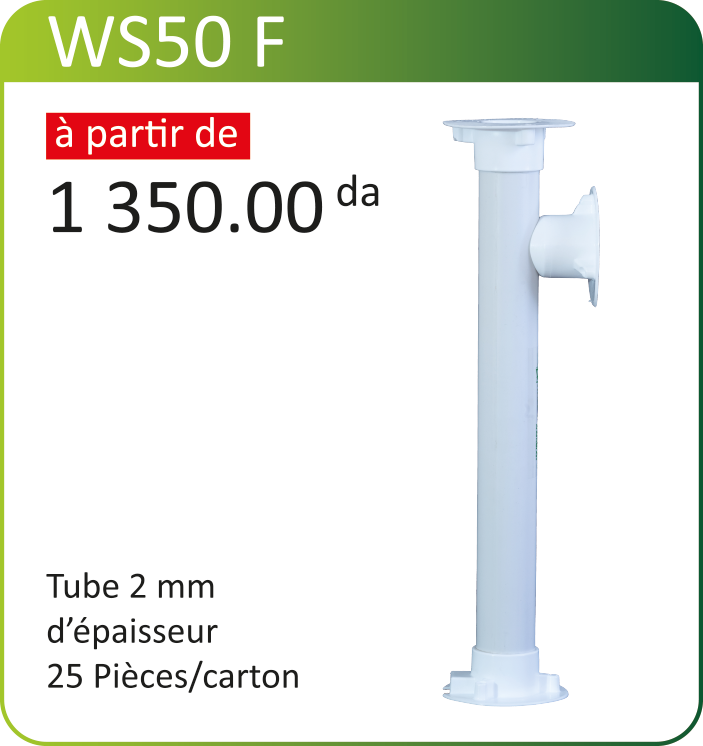 WS50 F
à partir de
1 350.00 da
Tube 2 mm
d’épaisseur
25 Pièces/carton